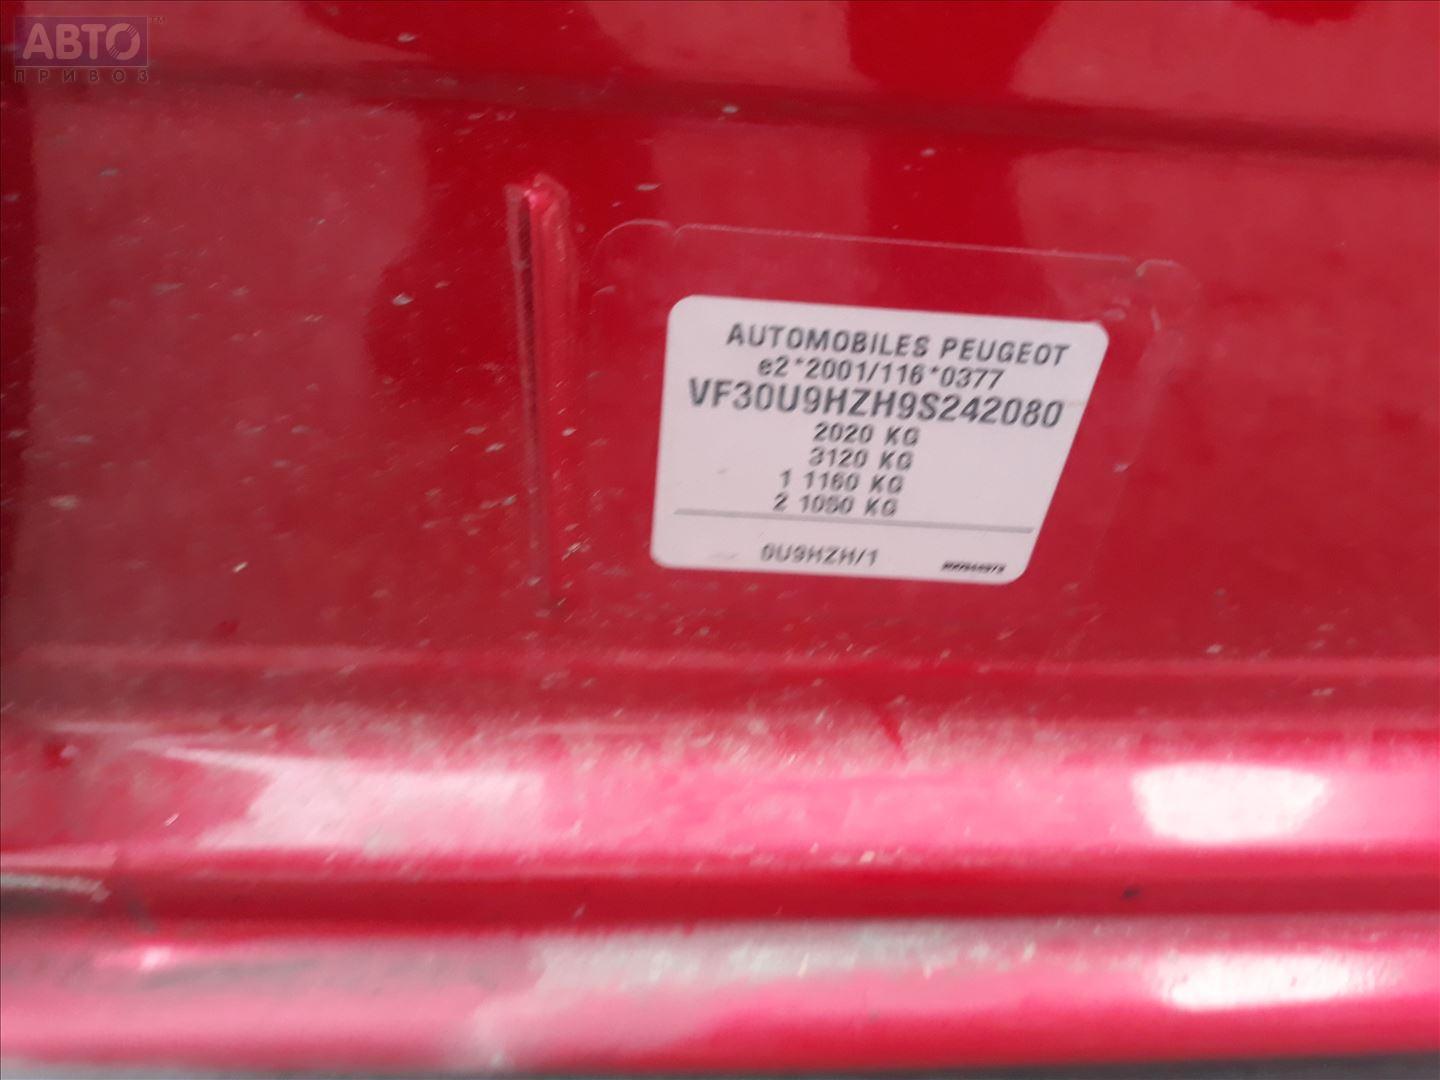 АВТО™
ПРИВОЗ
AUTOMOBILES PEUGEOT
e2*2001/116*0377
VF30U9HZH9S242080
2020 KG
3120 KG
1 1160 KG
2 1050 KG
0U9HZH/1